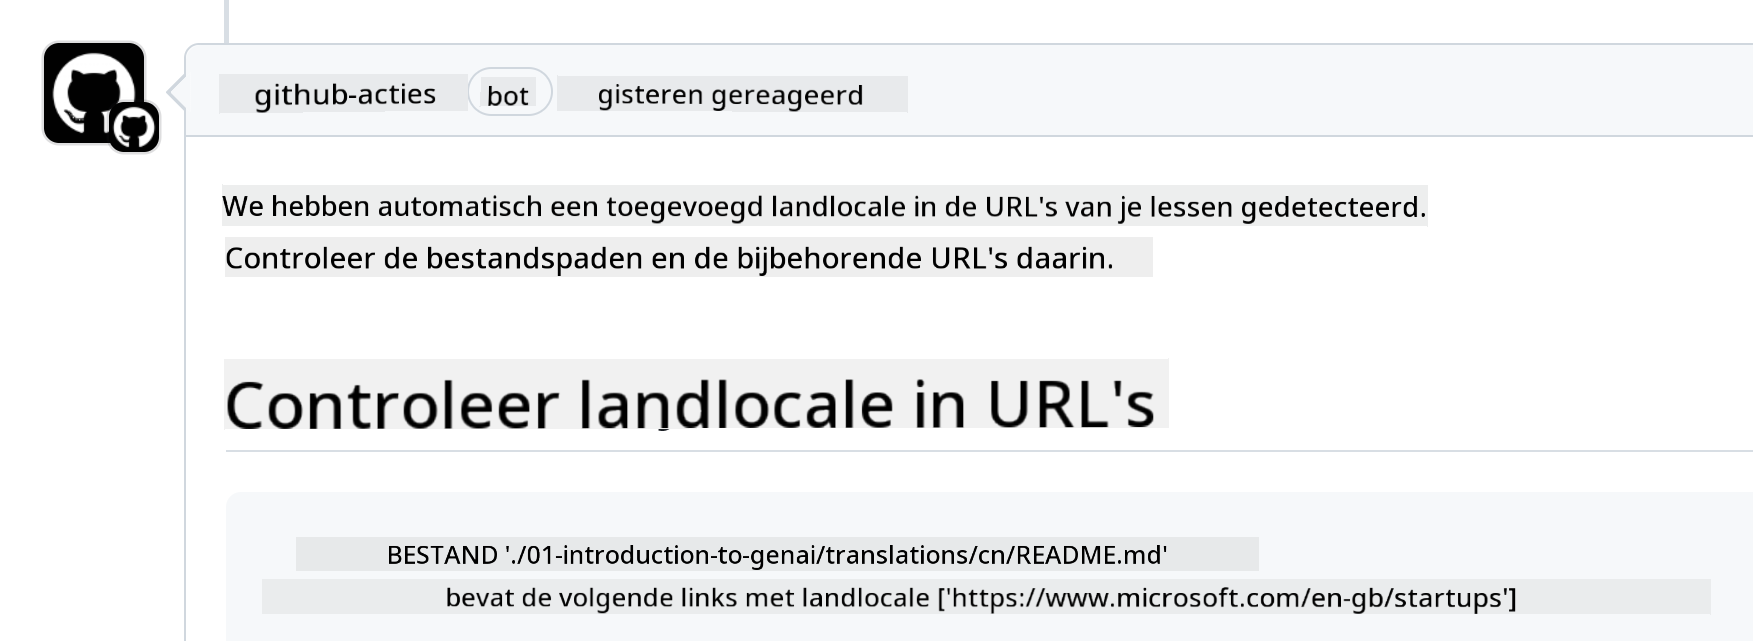 github-acties bot gisteren gereageerd
We hebben automatisch een toegevoegd landlocale in de URL's van je lessen gedetecteerd.
Controleer de bestandspaden en de bijbehorende URL's daarin.
Controleer landlocale in URL's
BESTAND './01-introduction-to-genai/translations/cn/README.md'
bevat de volgende links met landlocale ['https://www.microsoft.com/en-gb/startups']